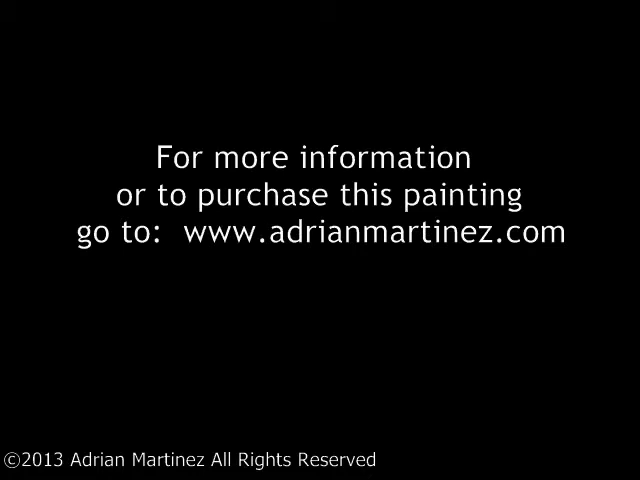 For more information
or to purchase this painting
go to:  www.adrianmartinez.com
©2013 Adrian Martinez All Rights Reserved